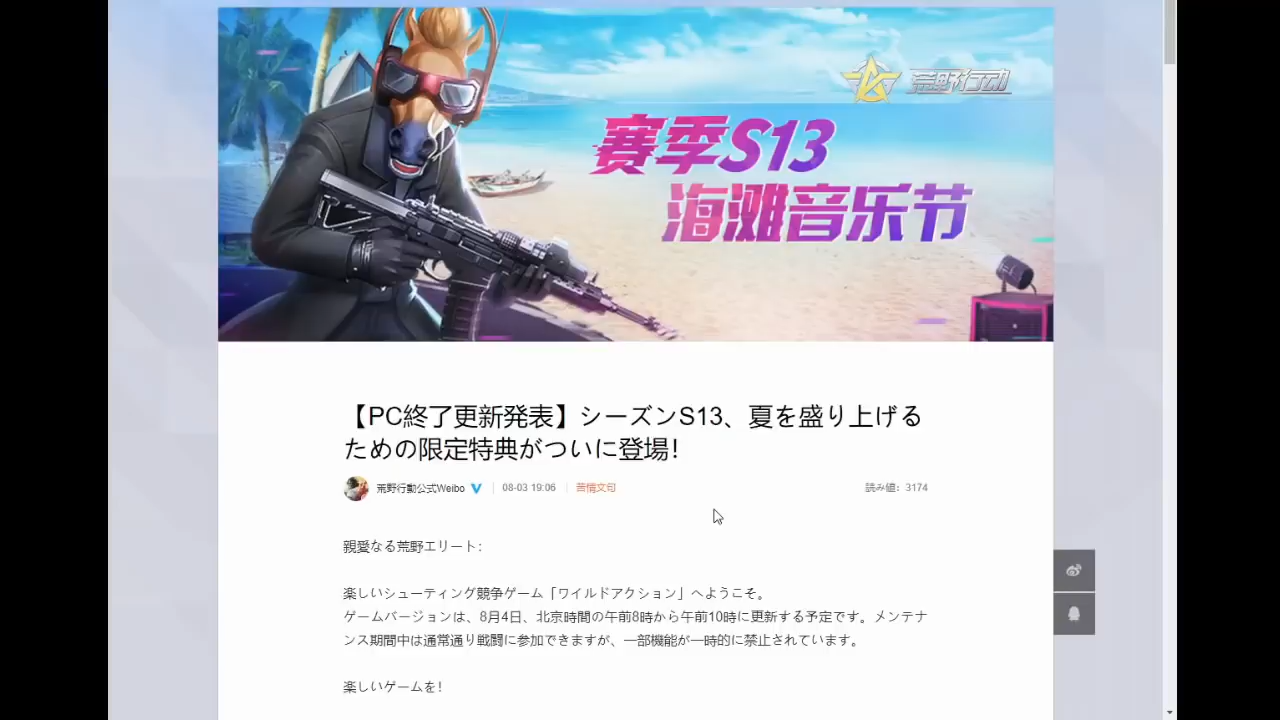 荒野行动
赛季S13
海滩音乐节
【PC終了更新発表】シーズンS13、夏を盛り上げる
ための限定特典がついに登場！
荒野行動公式Weibo 08-03 19:06 苦情文句 読み値：3174
親愛なる荒野エリート：
楽しいシューティング競争ゲーム「ワイルドアクション」へようこそ。
ゲームバージョンは、8月4日、北京時間の午前8時から午前10時に更新する予定です。メンテナ
ンス期間中は通常通り戦闘に参加できますが、一部機能が一時的に禁止されています。
楽しいゲームを！